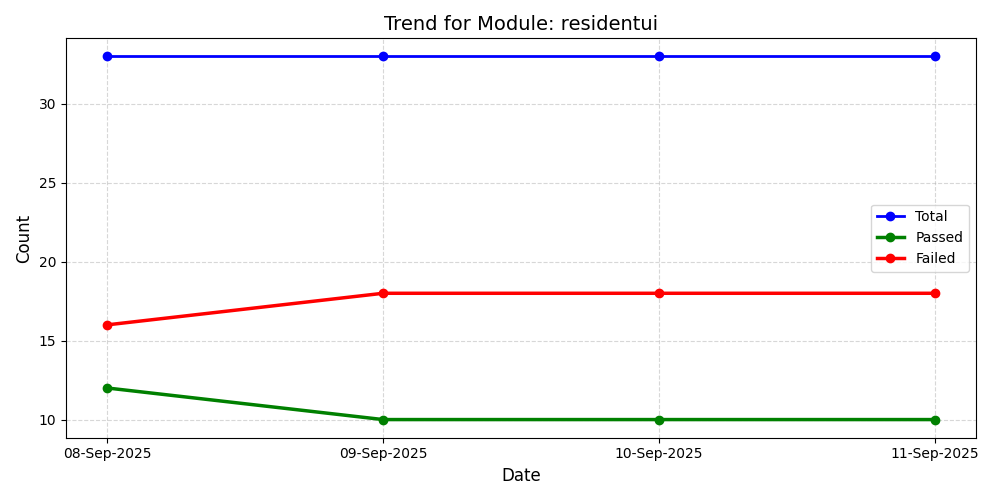 Trend for Module: residentui
Count
30
25
20
15
10
Total
Passed
Failed
08-Sep-2025
09-Sep-2025
10-Sep-2025
11-Sep-2025
Date